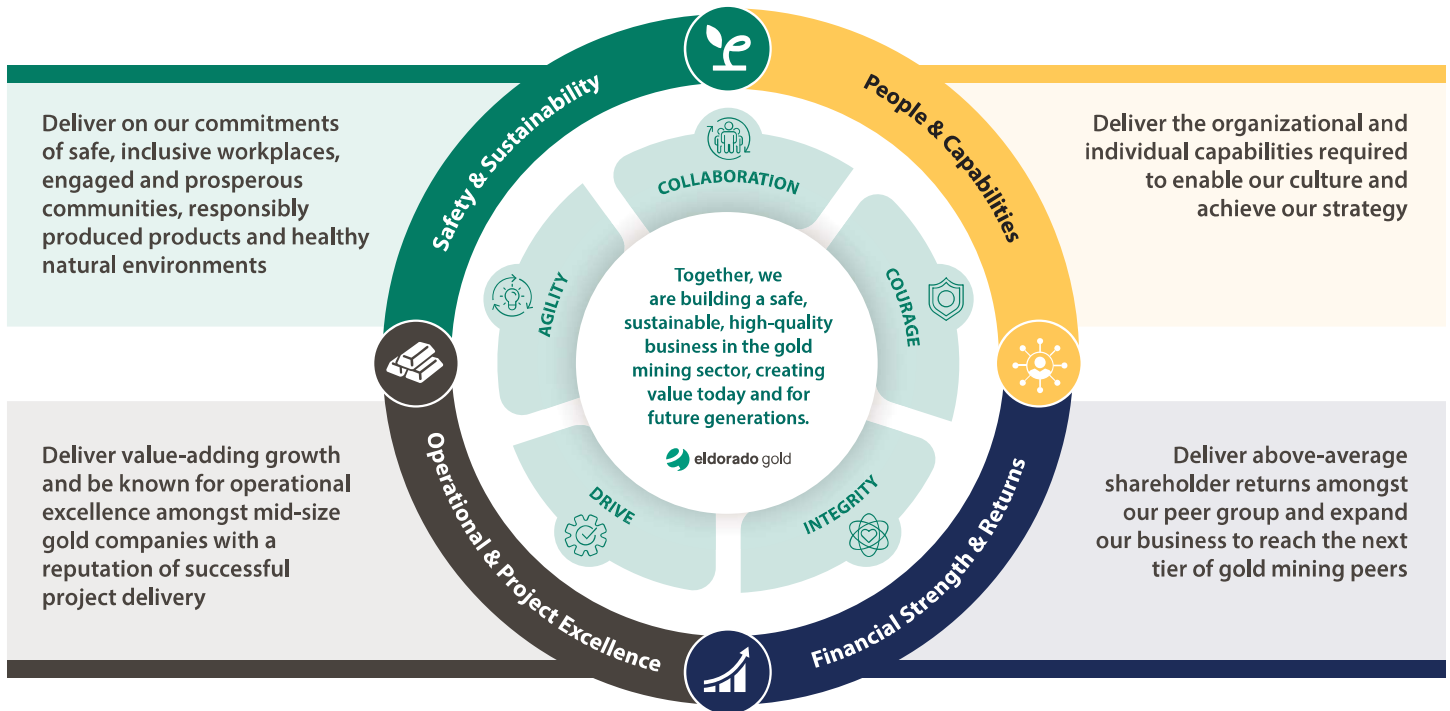 Safety & Sustainability
Deliver on our commitments
of safe, inclusive workplaces,
engaged and prosperous
communities, responsibly
produced products and healthy
natural environments
People & Capabilities
Deliver the organizational and
individual capabilities required
to enable our culture and
achieve our strategy
COLLABORATION
AGILITY
COURAGE
Together, we
are building a safe,
sustainable, high-quality
business in the gold
mining sector, creating
value today and for
future generations.
eldorado gold
DRIVE
INTEGRITY
Operational & Project Excellence
Deliver value-adding growth
and be known for operational
excellence amongst mid-size
gold companies with a
reputation of successful
project delivery
Financial Strength & Returns
Deliver above-average
shareholder returns amongst
our peer group and expand
our business to reach the next
tier of gold mining peers